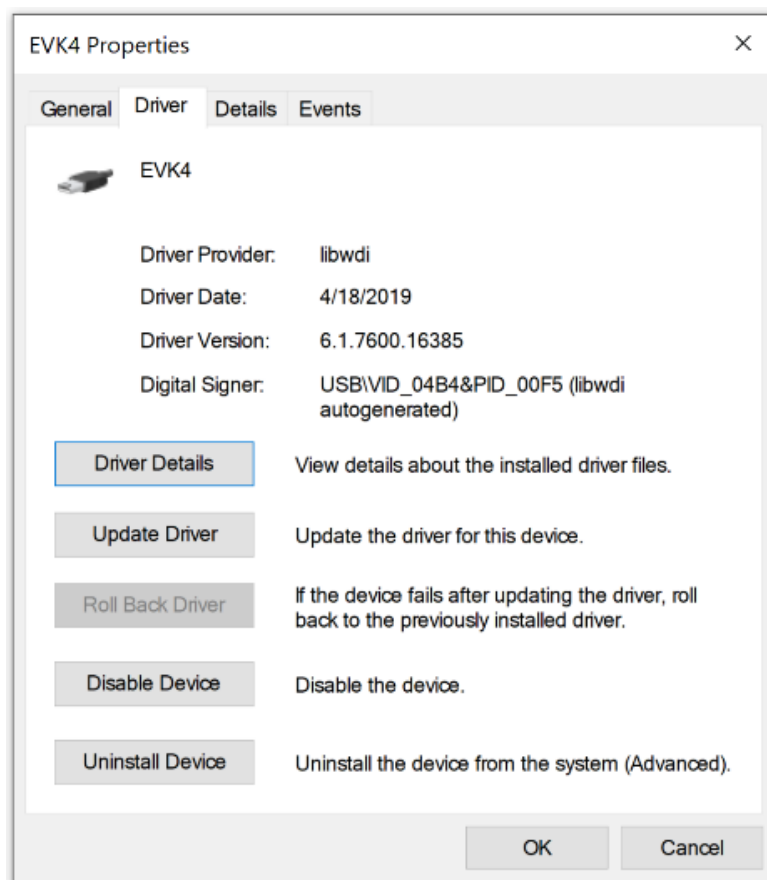 EVK4 Properties
General Driver Details Events
EVK4
Driver Provider: libwdi
Driver Date: 4/18/2019
Driver Version: 6.1.7600.16385
Digital Signer: USB\VID_04B4&PID_00F5 (libwdi
autogenerated)
Driver Details View details about the installed driver files.
Update Driver Update the driver for this device.
Roll Back Driver If the device fails after updating the driver, roll
back to the previously installed driver.
Disable Device Disable the device.
Uninstall Device Uninstall the device from the system (Advanced).
OK Cancel